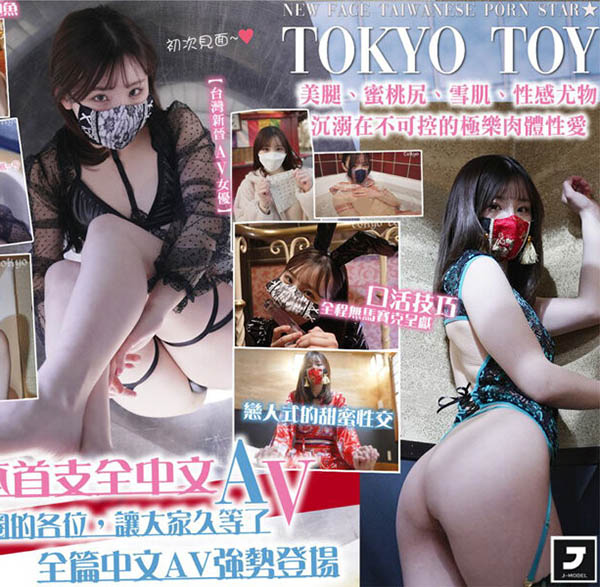 魚
初次見面~♥
NEW FACE TAIWANESE PORN STAR★
TOKYO TOY
美腿、蜜桃尻、雪肌、性感尤物
沉溺在不可控的極樂肉體性愛
【台灣新晉AV女優】
口活技巧
全程無馬賽克呈獻
戀人式的甜蜜性交
首支全中文AV
的各位，讓大家久等了
全篇中文AV強勢登場
J
J-MODEL